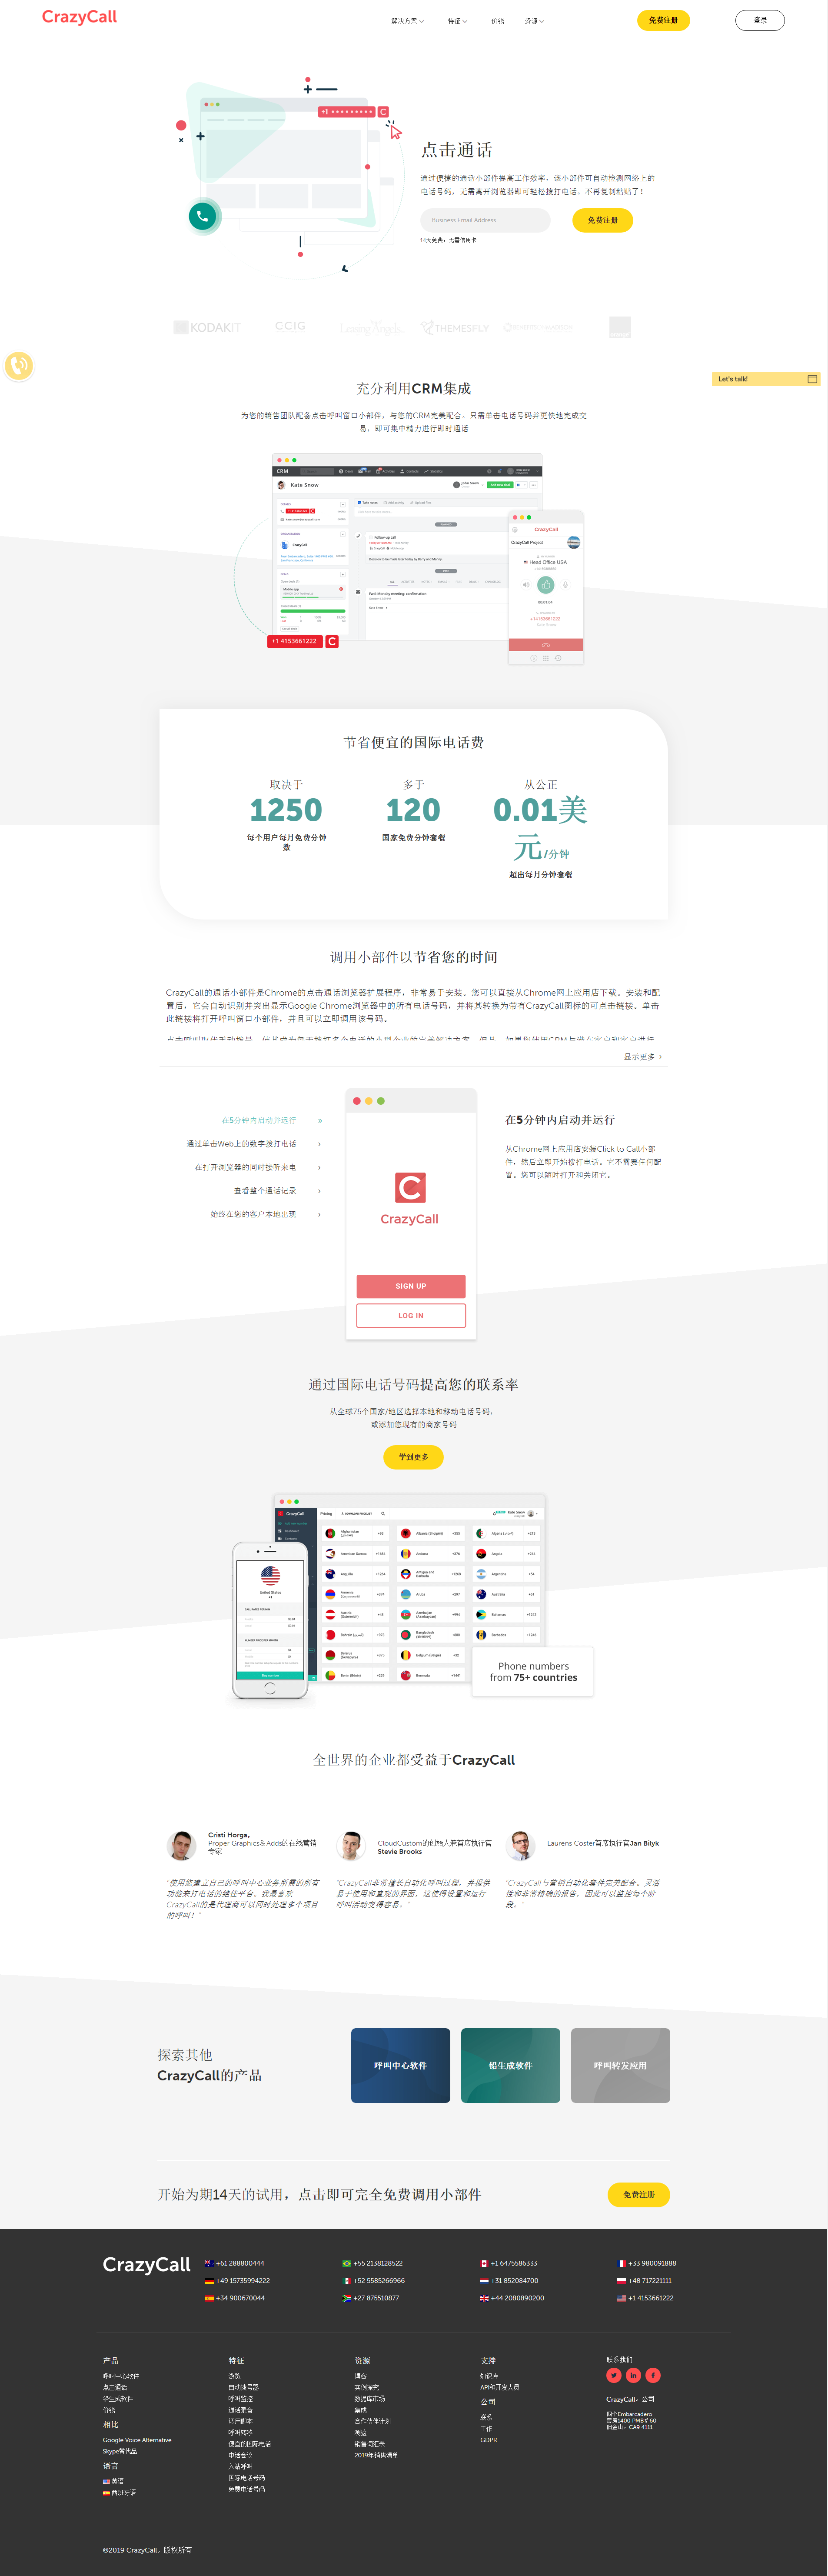 CrazyCall
解决方案
特征
价钱
资源
免费注册
登录
点击通话
通过便捷的通话小部件提高工作效率，该小部件可自动检测网络上的
电话号码，无需离开浏览器即可轻松拨打电话，不再复制粘贴了！
Business Email Address
免费注册
14天免费，无需信用卡
KODAKIT
CCIG
THEMESFLY
Let's talk!
充分利用CRM集成
为您的销售团队配备点击呼叫窗口小部件，与您的CRM完美配合，只需单击电话号码并更快地完成交
易，即可集中精力进行即时通话
CRM
Kate Snow
CrazyCall
CrazyCall Project
Head Office USA
+1 4153661222
节省便宜的国际电话费
取决于
1250
每个用户每月免费分钟
数
多于
120
国家免费分钟套餐
从公正
0.01美
元/分钟
超出每月分钟套餐
调用小部件以节省您的时间
CrazyCall的通话小部件是Chrome的点击通话浏览器扩展程序，非常易于安装。您可以直接从Chrome网上应用店下载。安装和配
置后，它会自动识别并突出显示Google Chrome浏览器中的所有电话号码，并将其转换为带有CrazyCall图标的可点击链接。单击
此链接将打开呼叫窗口小部件，并且可以立即调用该号码。
显示更多
在5分钟内启动并运行
通过单击Web上的数字拨打电话
在打开浏览器的同时接听来电
查看整个通话记录
始终在您的客户本地出现
CrazyCall
SIGN UP
LOG IN
在5分钟内启动并运行
从Chrome网上应用店安装Click to Call小部
件，然后立即开始拨打电话。它不需要任何配
置，您可以随时打开和关闭它。
通过国际电话号码提高您的联系率
从全球75个国家/地区选择本地和移动电话号码，
或添加您现有的商家号码
学到更多
CrazyCall
Pricing
United States
Buy number
Phone numbers
from 75+ countries
全世界的企业都受益于CrazyCall
Cristi Horga，
Proper Graphics＆Adds的在线营销
专家
“使用您建立自己的呼叫中心业务所需的所有
功能来打电话的绝佳平台，我最喜欢
CrazyCall的是代理商可以同时处理多个项目
的呼叫！”
CloudCustom的创始人兼首席执行官
Stevie Brooks
“CrazyCall非常擅长自动化呼叫过程，并提供
易于使用和直观的界面，这使得设置和运行
呼叫活动变得容易。”
Laurens Coster首席执行官Jan Bilyk
“CrazyCall与营销自动化套件完美配合。灵活
性和非常精确的报告，因此可以监控每个阶
段。”
探索其他
CrazyCall的产品
呼叫中心软件
铅生成软件
呼叫转发应用
开始为期14天的试用，点击即可完全免费调用小部件
免费注册
CrazyCall
+61 288800444
+55 2138128522
+1 6475586333
+33 980091888
+49 15735994222
+52 5585266966
+31 852084700
+48 717221111
+34 900670044
+27 875510877
+44 2080890200
+1 4153661222
产品
呼叫中心软件
点击通话
铅生成软件
价钱
相比
Google Voice Alternative
Skype替代品
语言
英语
西班牙语
特征
浏览
自动拨号器
呼叫监控
通话录音
调用脚本
呼叫转移
便宜的国际电话
电话会议
入站呼叫
国际电话号码
免费电话号码
资源
博客
实例探究
数据库市场
集成
合作伙伴计划
测验
销售词汇表
2019年销售清单
支持
知识库
API和开发人员
公司
联系
工作
GDPR
联系我们
CrazyCall，公司
四个Embarcadero
套房1400 PMB＃60
旧金山，CA9 4111
©2019 CrazyCall。版权所有